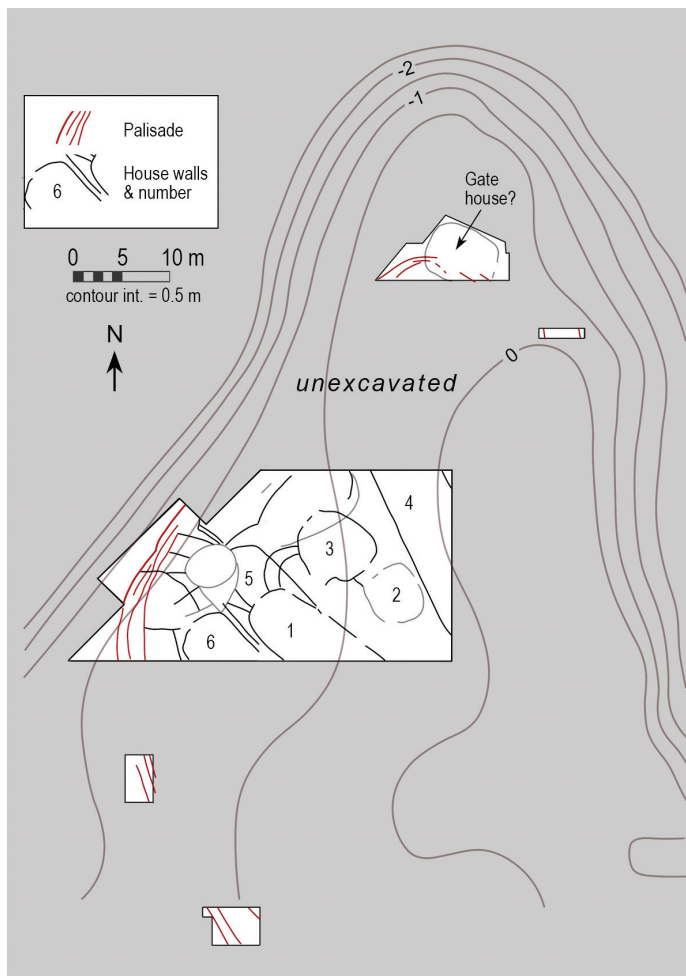 -2
-1
Palisade
House walls
& number
6
Gate
house?
0 5 10 m
contour int. = 0.5 m
N
0
unexcavated
4
3
5
2
1
6